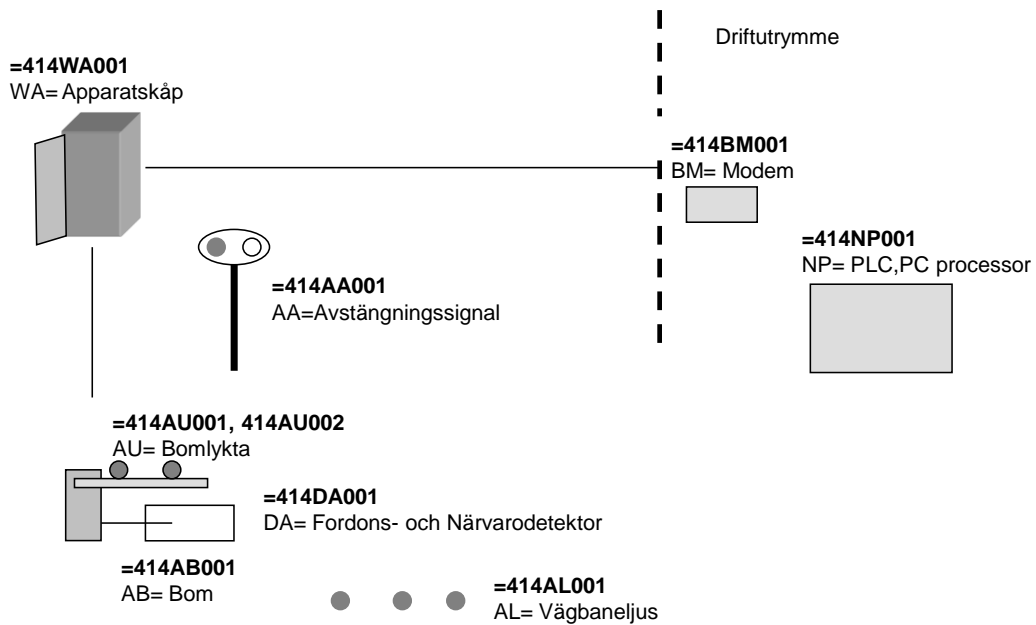 Driftutrymme
=414WA001
WA= Apparatskåp
=414BM001
BM= Modem
=414NP001
NP= PLC,PC processor
=414AA001
AA=Avstängningssignal
=414AU001, 414AU002
AU= Bomlykta
=414DA001
DA= Fordons- och Närvarodetektor
=414AB001
AB= Bom
=414AL001
AL= Vägbaneljus